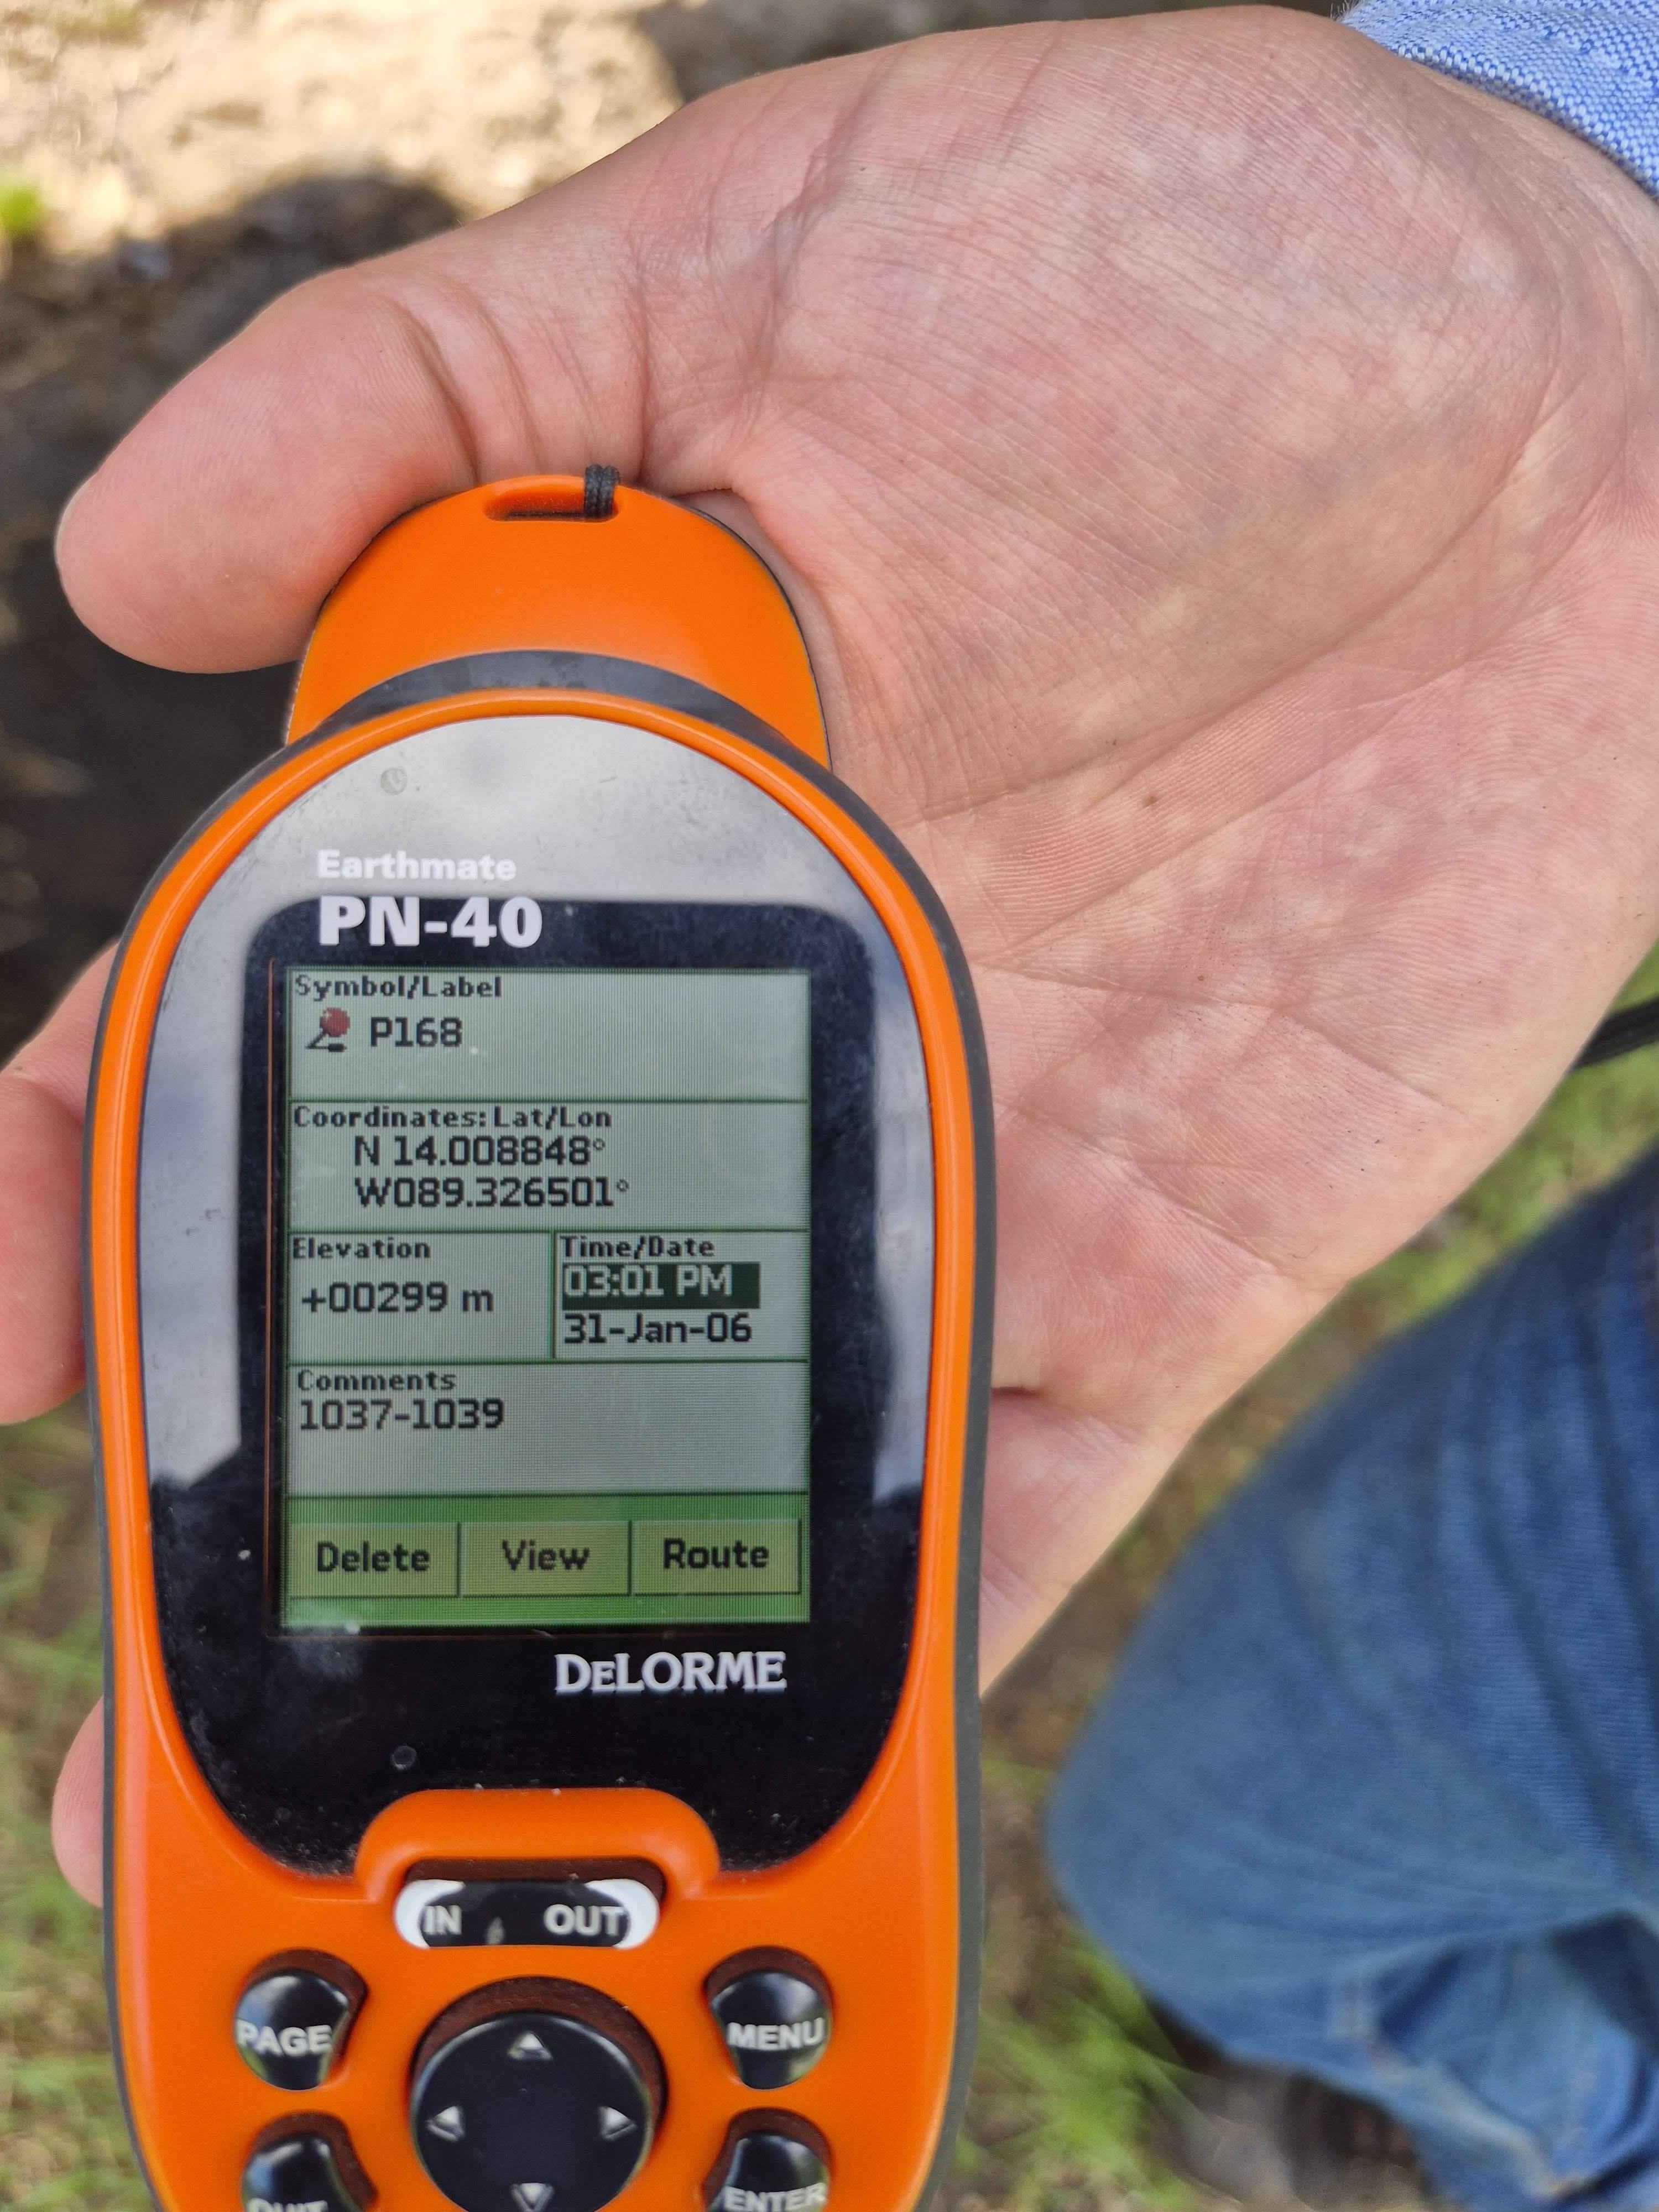 Earthmate
PN-40
Symbol/Label
P168
Coordinates: Lat/Lon
N 14.008848°
W089.326501°
Elevation
+00299 m
Time/Date
03:01 PM
31-Jan-06
Comments
1037-1039
Delete View Route
DELORME
IN OUT
PAGE MENU
QUIT ENTER